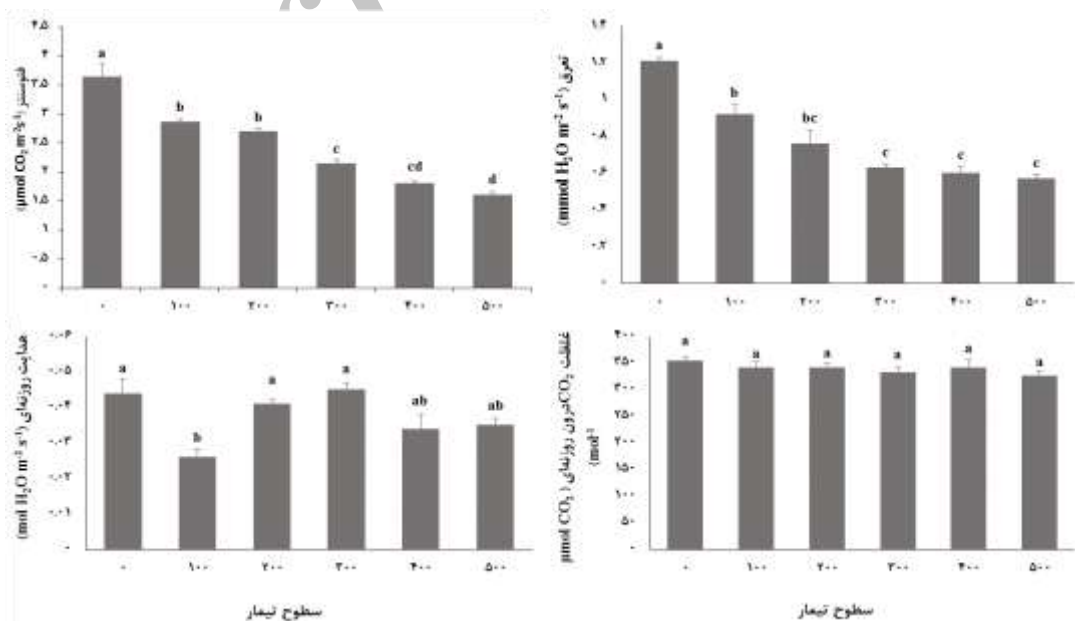 فتوسنتز (µmol CO₂ m⁻² s⁻¹)
۴.۵
۴
۳.۵
۳
۲.۵
۲
۱.۵
۱
۰.۵
۰
a
b
b
c
cd
d
۰ ۱۰۰ ۲۰۰ ۳۰۰ ۴۰۰ ۵۰۰
تعرق (mmol H₂O m⁻² s⁻¹)
۱.۴
۱.۲
۱
۰.۸
۰.۶
۰.۴
۰.۲
۰
a
b
bc
c
c
c
۰ ۱۰۰ ۲۰۰ ۳۰۰ ۴۰۰ ۵۰۰
هدایت روزنه‌ای (mol H₂O m⁻² s⁻¹)
۰.۰۶
۰.۰۵
۰.۰۴
۰.۰۳
۰.۰۲
۰.۰۱
۰
a
b
a
a
ab
ab
۰ ۱۰۰ ۲۰۰ ۳۰۰ ۴۰۰ ۵۰۰
سطوح تیمار
غلظت CO₂ درون روزنه‌ای (µmol CO₂
mol⁻¹)
۴۰۰
۳۵۰
۳۰۰
۲۵۰
۲۰۰
۱۵۰
۱۰۰
۵۰
۰
a
a
a
a
a
a
۰ ۱۰۰ ۲۰۰ ۳۰۰ ۴۰۰ ۵۰۰
سطوح تیمار